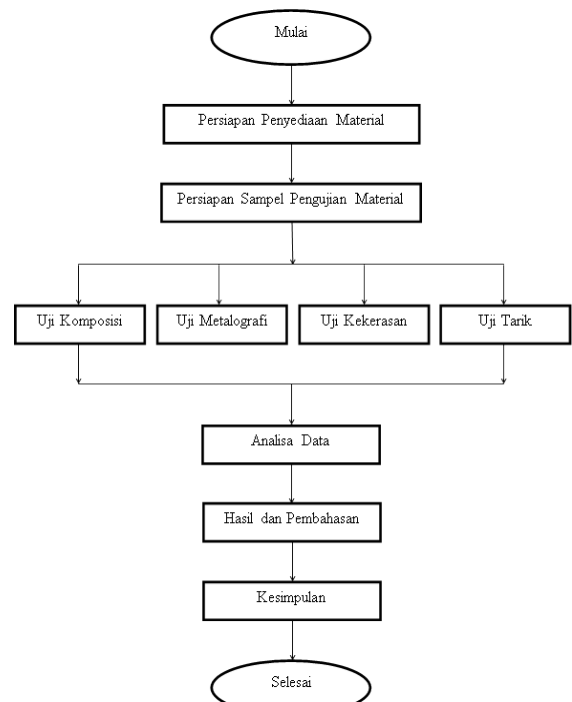 Mulai
Persiapan Penyediaan Material
Persiapan Sampel Pengujian Material
Uji Komposisi
Uji Metalografi
Uji Kekerasan
Uji Tarik
Analisa Data
Hasil dan Pembahasan
Kesimpulan
Selesai